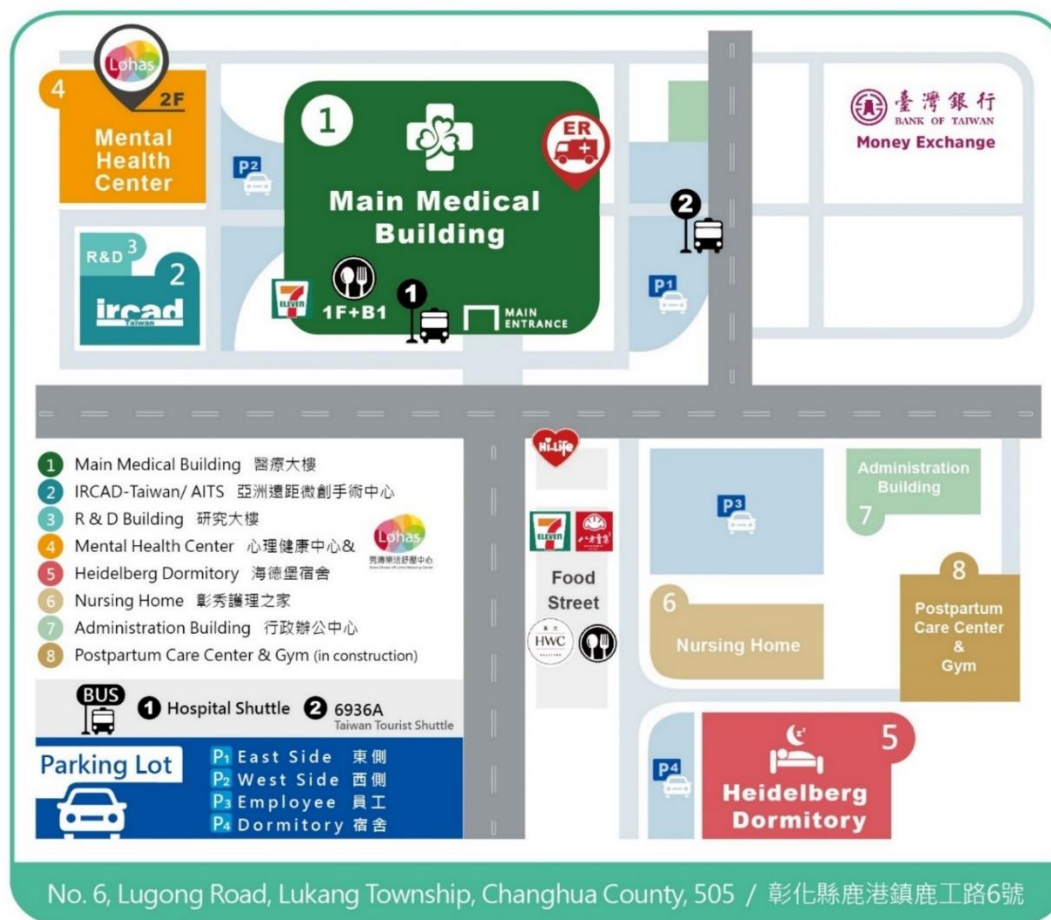 Lohas
2F
4
Mental
Health
Center
P2
1
ER
Main Medical
Building
7
ELEVEN
1F+B1
1
MAIN
ENTRANCE
2
P1
臺灣銀行
BANK OF TAIWAN
Money Exchange
R&D
3
2
ircad
Taiwan
1 Main Medical Building 醫療大樓
2 IRCAD-Taiwan/ AITS 亞洲遠距微創手術中心
3 R & D Building 研究大樓
4 Mental Health Center 心理健康中心&
Lohas
秀傳樂活紓壓中心
5 Heidelberg Dormitory 海德堡宿舍
6 Nursing Home 彰秀護理之家
7 Administration Building 行政辦公中心
8 Postpartum Care Center & Gym (in construction)
BUS
1 Hospital Shuttle 2 6936A
Taiwan Tourist Shuttle
Parking Lot
P1 East Side 東側
P2 West Side 西側
P3 Employee 員工
P4 Dormitory 宿舍
Hi-Life
7
ELEVEN
八方雲集
Food
Street
HWC
P3
Administration
Building
7
8
Postpartum
Care Center
&
Gym
6
Nursing Home
P4
5
Heidelberg
Dormitory
No. 6, Lugong Road, Lukang Township, Changhua County, 505 / 彰化縣鹿港鎮鹿工路6號